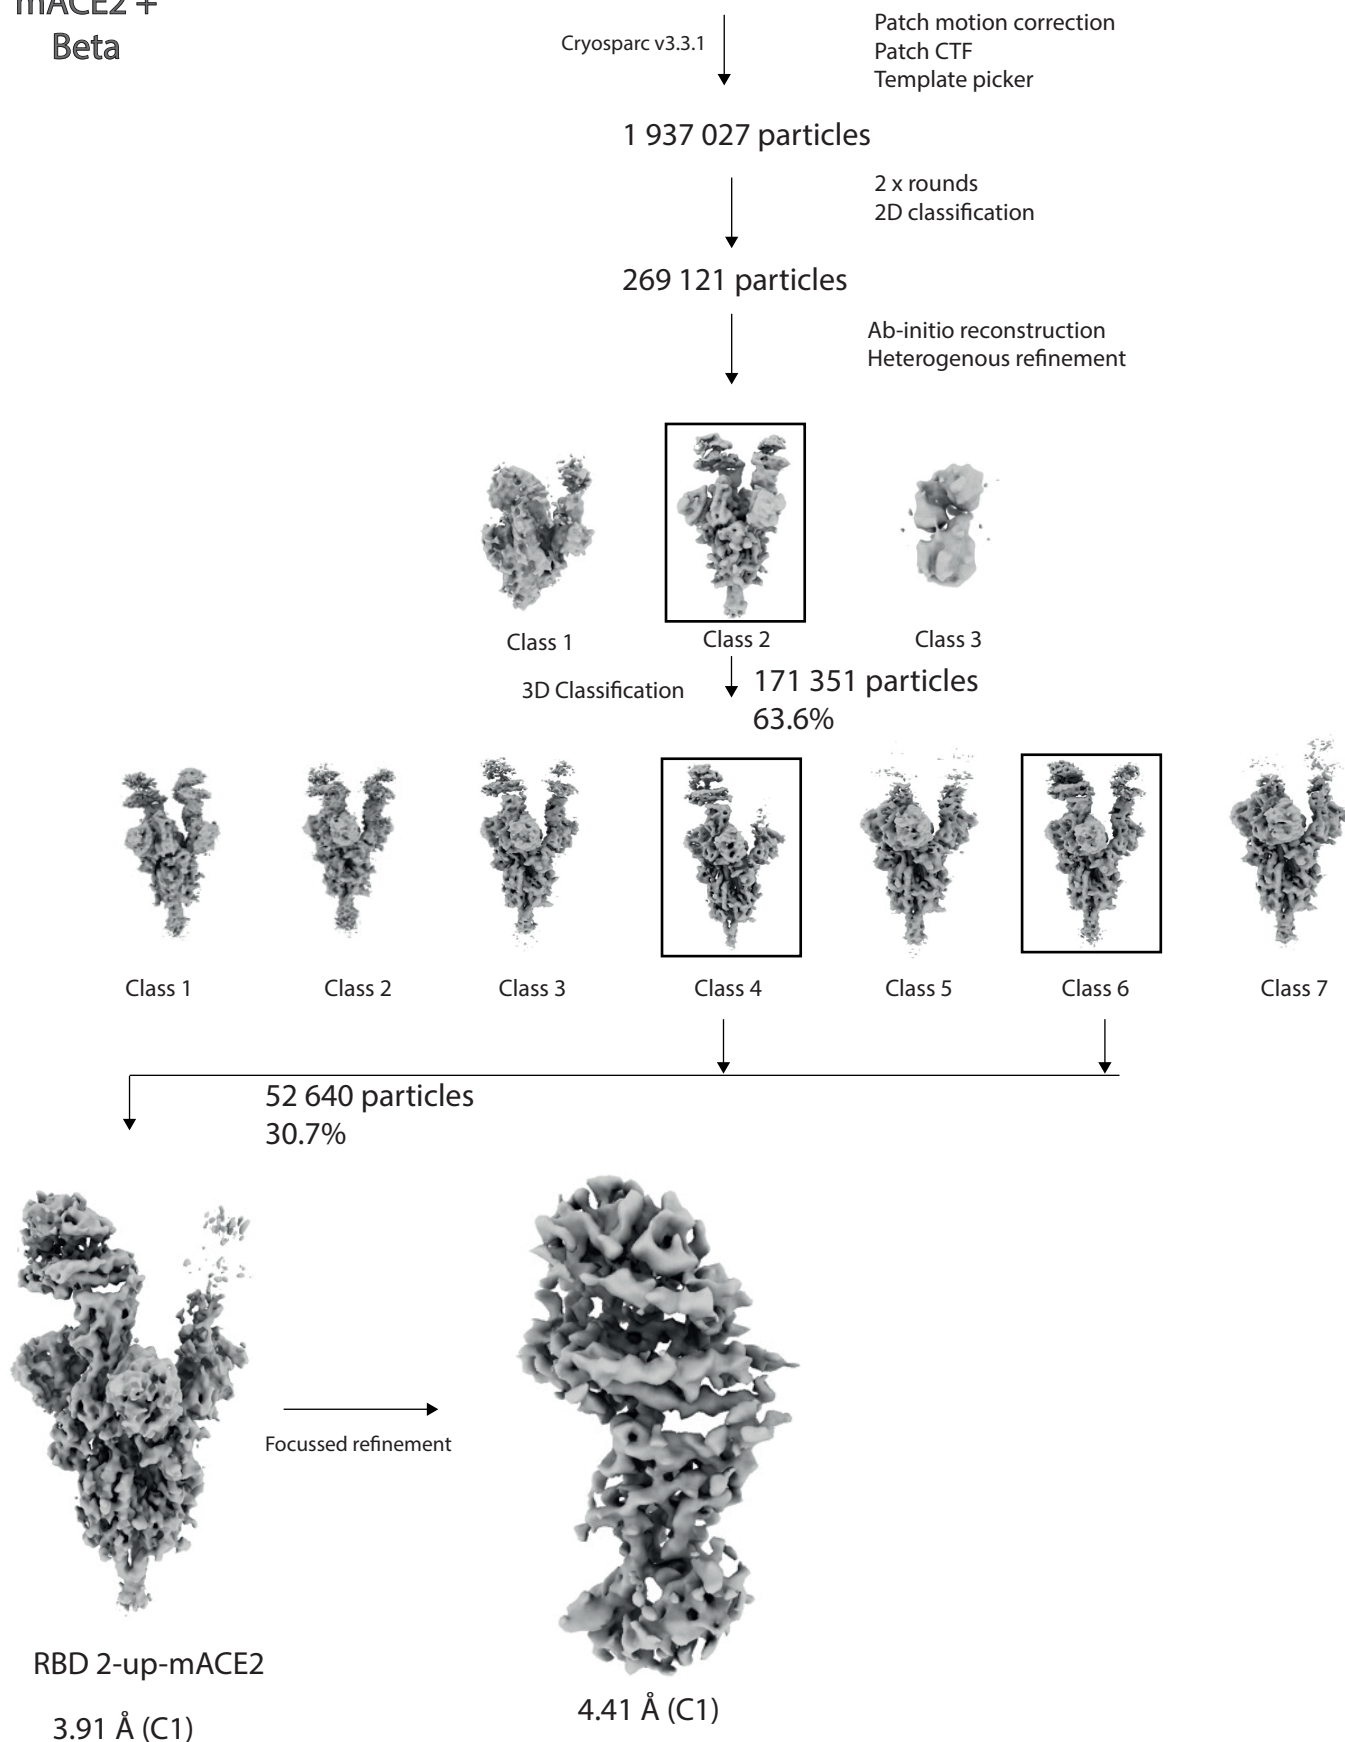 mACE2 +
Beta
Cryosparc v3.3.1
Patch motion correction
Patch CTF
Template picker
1 937 027 particles
2 x rounds
2D classification
269 121 particles
Ab-initio reconstruction
Heterogenous refinement
Class 1
Class 2
Class 3
3D Classification
171 351 particles
63.6%
Class 1
Class 2
Class 3
Class 4
Class 5
Class 6
Class 7
52 640 particles
30.7%
Focussed refinement
RBD 2-up-mACE2
3.91 Å (C1)
4.41 Å (C1)